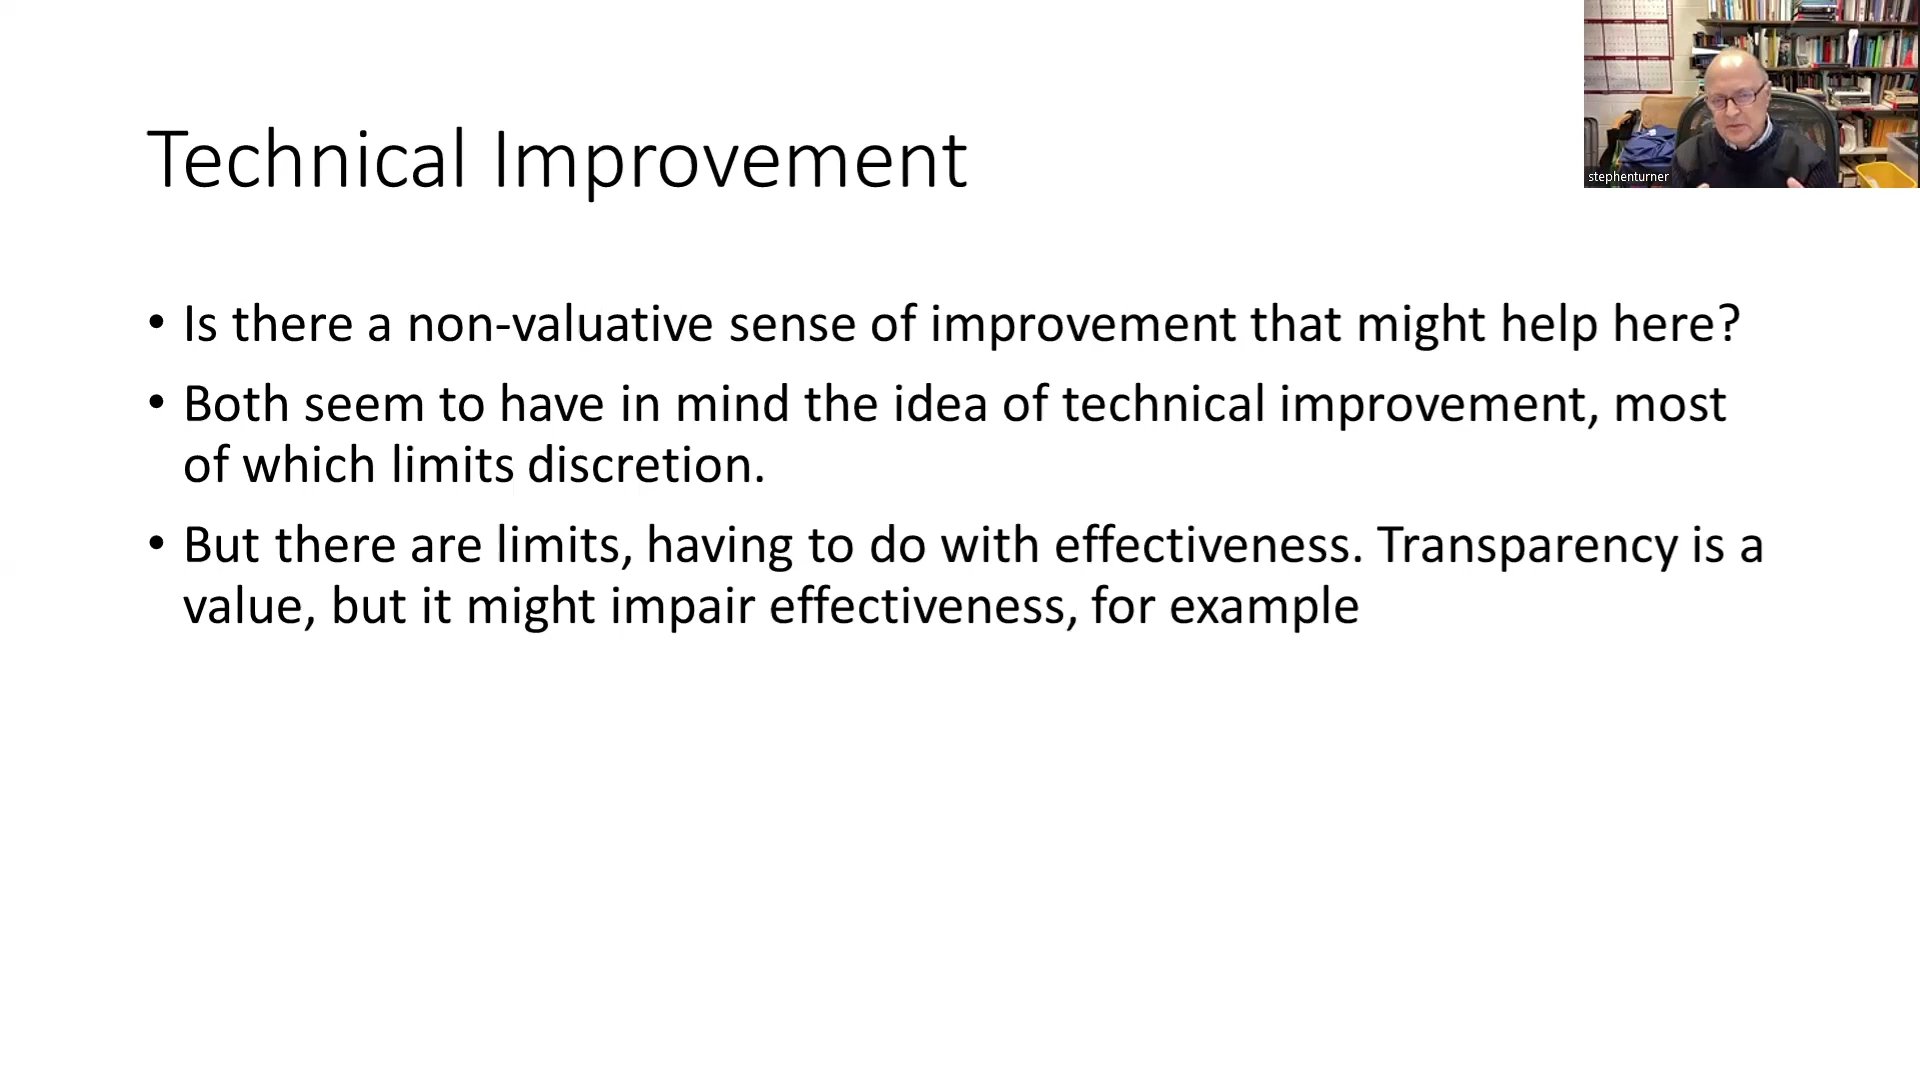 stephenturner
Technical Improvement
• Is there a non-valuative sense of improvement that might help here?
• Both seem to have in mind the idea of technical improvement, most
of which limits discretion.
• But there are limits, having to do with effectiveness. Transparency is a
value, but it might impair effectiveness, for example